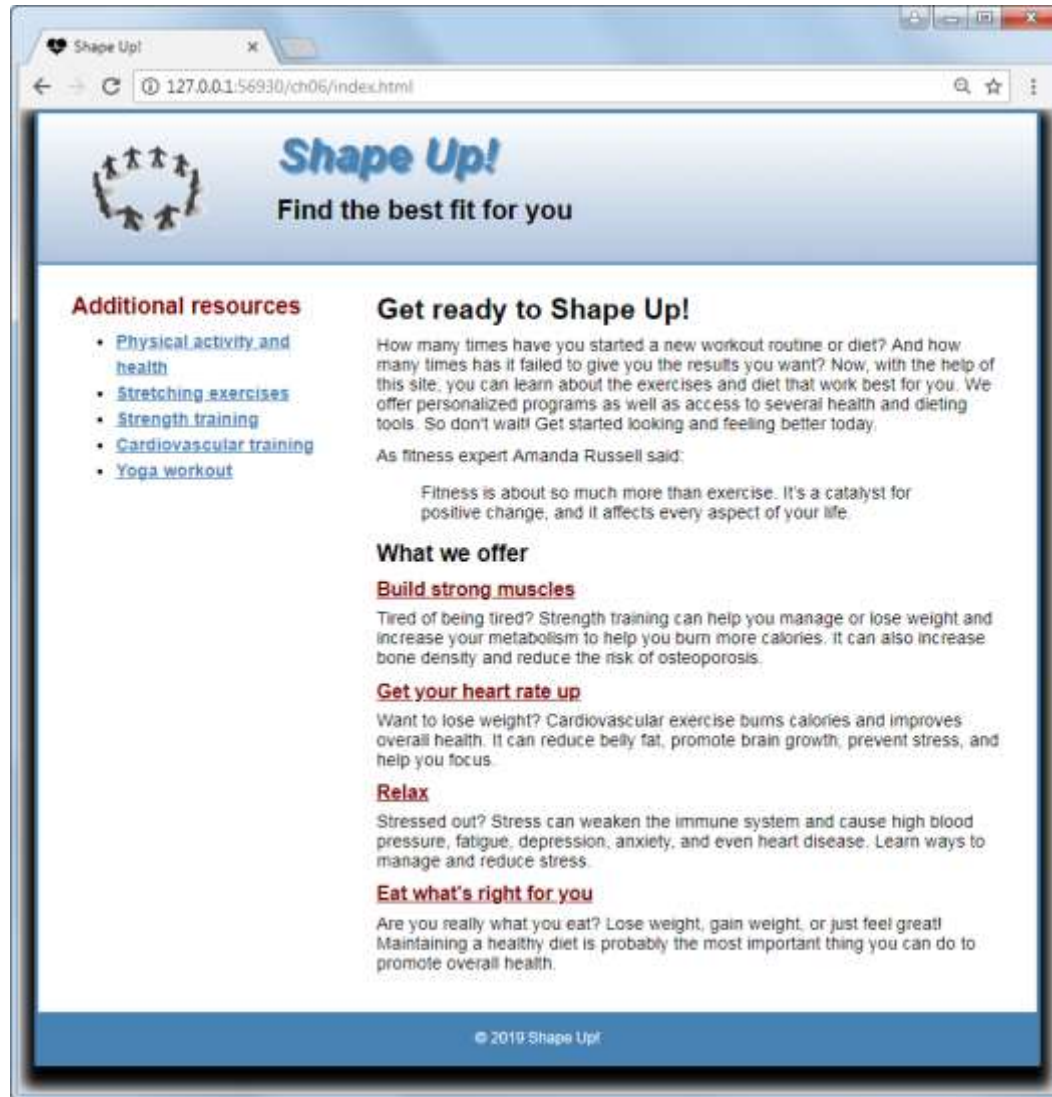 Shape Up!
127.0.0.1:56930/ch06/index.html
Shape Up!
Find the best fit for you
Additional resources
Physical activity and
health
Stretching exercises
Strength training
Cardiovascular training
Yoga workout
Get ready to Shape Up!
How many times have you started a new workout routine or diet? And how
many times has it failed to give you the results you want? Now, with the help of
this site, you can learn about the exercises and diet that work best for you. We
offer personalized programs as well as access to several health and dieting
tools. So don't wait! Get started looking and feeling better today.
As fitness expert Amanda Russell said:
Fitness is about so much more than exercise. It's a catalyst for
positive change, and it affects every aspect of your life.
What we offer
Build strong muscles
Tired of being tired? Strength training can help you manage or lose weight and
increase your metabolism to help you burn more calories. It can also increase
bone density and reduce the risk of osteoporosis.
Get your heart rate up
Want to lose weight? Cardiovascular exercise burns calories and improves
overall health. It can reduce belly fat, promote brain growth, prevent stress, and
help you focus.
Relax
Stressed out? Stress can weaken the immune system and cause high blood
pressure, fatigue, depression, anxiety, and even heart disease. Learn ways to
manage and reduce stress.
Eat what's right for you
Are you really what you eat? Lose weight, gain weight, or just feel great!
Maintaining a healthy diet is probably the most important thing you can do to
promote overall health.
© 2019 Shape Up!